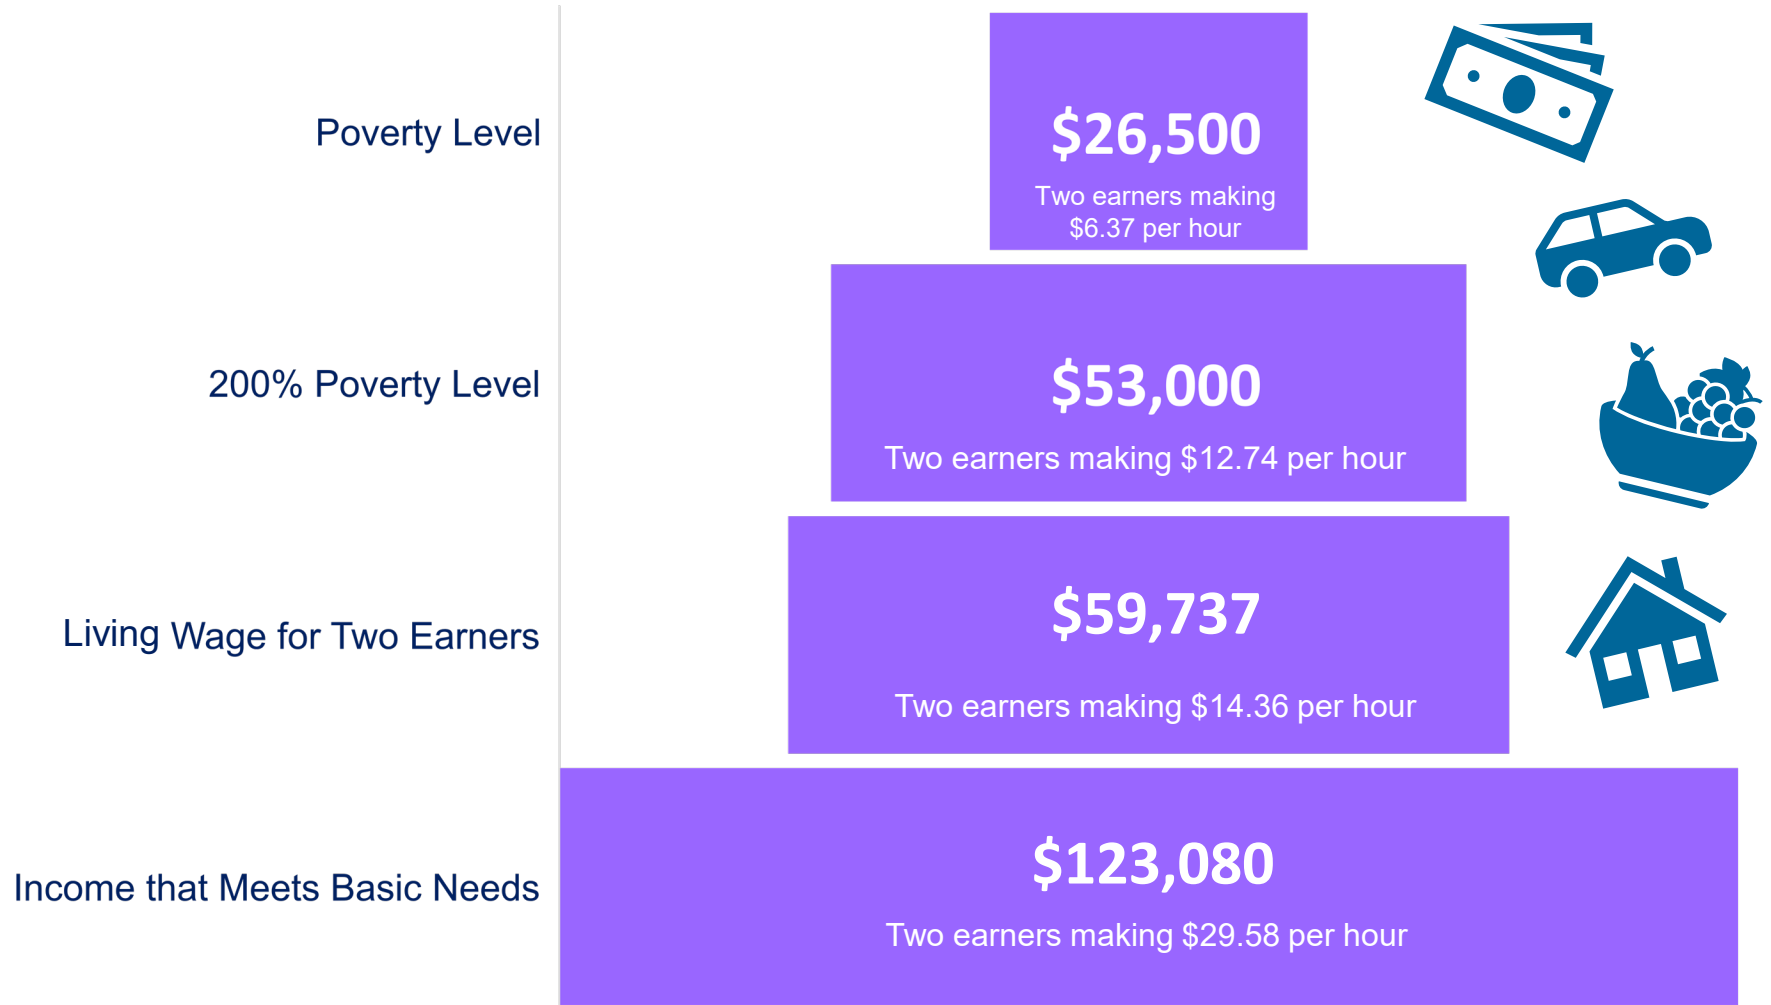 Poverty Level
$26,500
Two earners making
$6.37 per hour
200% Poverty Level
$53,000
Two earners making $12.74 per hour
Living Wage for Two Earners
$59,737
Two earners making $14.36 per hour
Income that Meets Basic Needs
$123,080
Two earners making $29.58 per hour